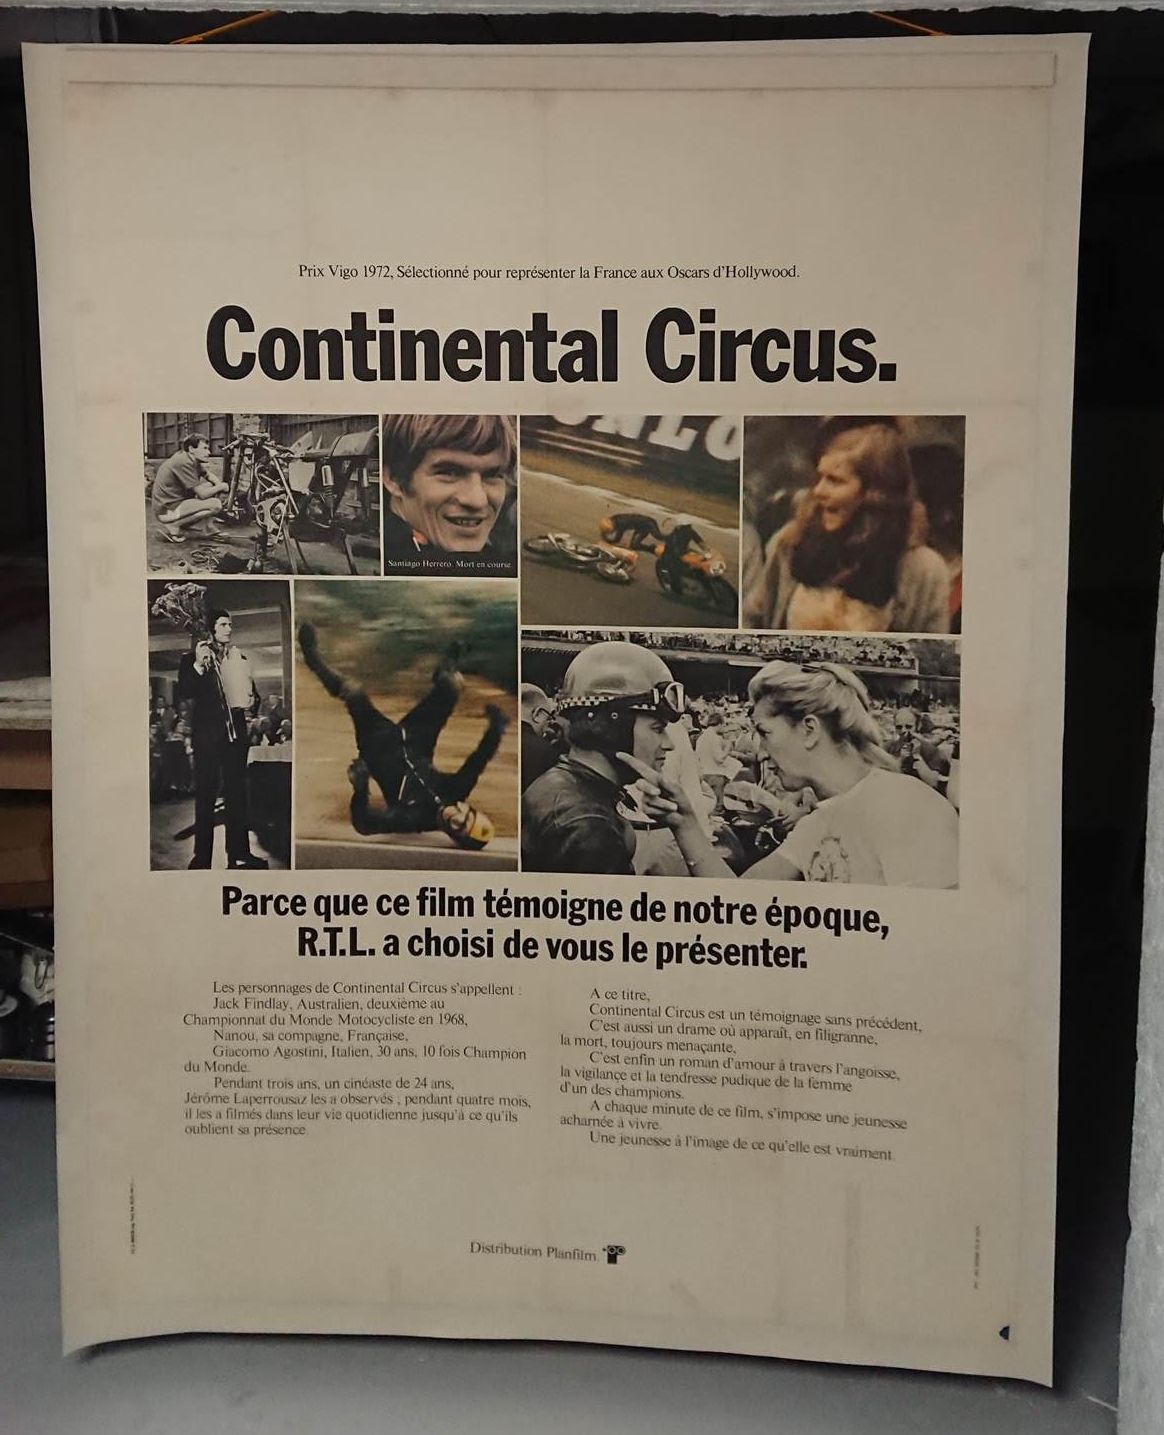 Prix Vigo 1972, Sélectionné pour représenter la France aux Oscars d'Hollywood.
Continental Circus.
NLO
Santiago Herrero. Mort en course.
Parce que ce film témoigne de notre époque,
R.T.L. a choisi de vous le présenter.
Les personnages de Continental Circus s'appellent :
Jack Findlay, Australien, deuxième au
Championnat du Monde Motocycliste en 1968,
Nanou, sa compagne, Française,
Giacomo Agostini, Italien, 30 ans, 10 fois Champion
du Monde.
Pendant trois ans, un cinéaste de 24 ans,
Jérôme Laperrousaz les a observés ; pendant quatre mois,
il les a filmés dans leur vie quotidienne jusqu'à ce qu'ils
oublient sa présence.
A ce titre,
Continental Circus est un témoignage sans précédent,
C'est aussi un drame où apparaît, en filigranne,
la mort, toujours menaçante,
C'est enfin un roman d'amour à travers l'angoisse,
la vigilance et la tendresse pudique de la femme
d'un des champions.
A chaque minute de ce film, s'impose une jeunesse
acharnée à vivre.
Une jeunesse à l'image de ce qu'elle est vraiment.
Distribution Planfilm.